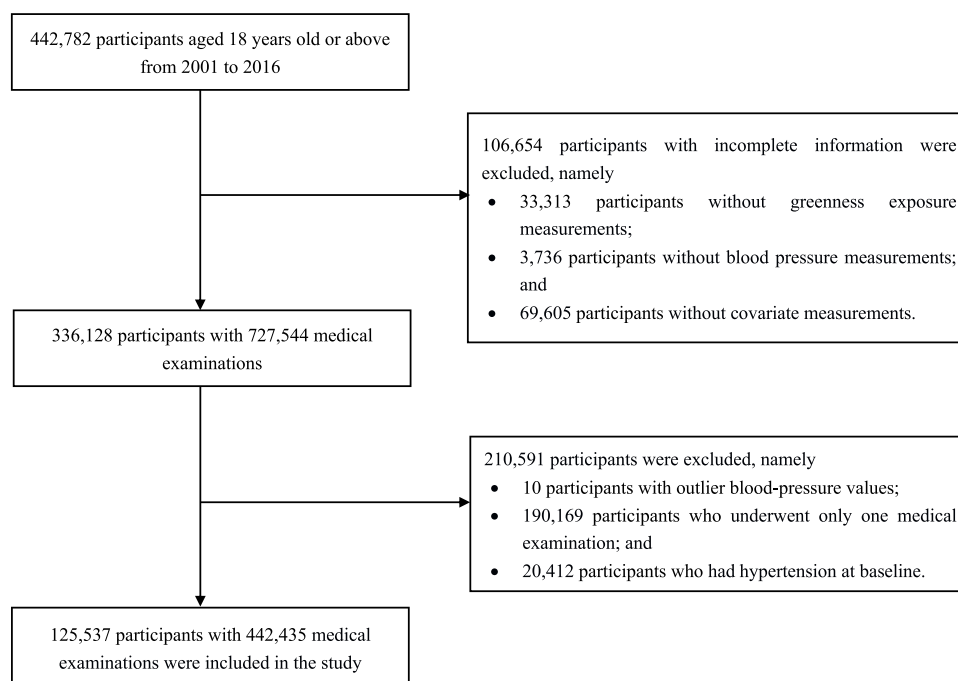 442,782 participants aged 18 years old or above
from 2001 to 2016
106,654 participants with incomplete information were
excluded, namely
• 33,313 participants without greenness exposure
measurements;
• 3,736 participants without blood pressure measurements;
and
• 69,605 participants without covariate measurements.
336,128 participants with 727,544 medical
examinations
210,591 participants were excluded, namely
• 10 participants with outlier blood-pressure values;
• 190,169 participants who underwent only one medical
examination; and
• 20,412 participants who had hypertension at baseline.
125,537 participants with 442,435 medical
examinations were included in the study